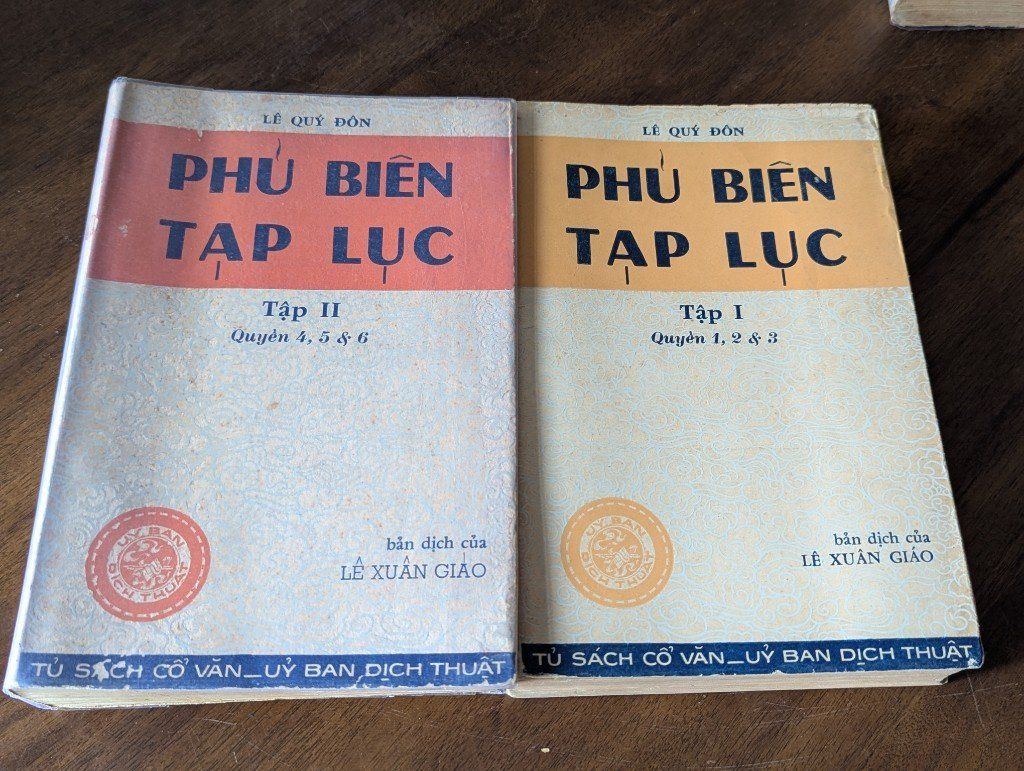 LÊ QUÝ ĐÔN
PHỦ BIÊN
TẠP LỤC
Tập II
Quyển 4, 5 & 6
ỦY BAN
DỊCH THUẬT
bản dịch của
LÊ XUÂN GIÁO
TỦ SÁCH CỔ VĂN_UỶ BAN DỊCH THUẬT
LÊ QUÝ ĐÔN
PHỦ BIÊN
TẠP LỤC
Tập I
Quyển 1, 2 & 3
ỦY BAN
DỊCH THUẬT
bản dịch của
LÊ XUÂN GIÁO
TỦ SÁCH CỔ VĂN_UỶ BAN DỊCH THUẬT